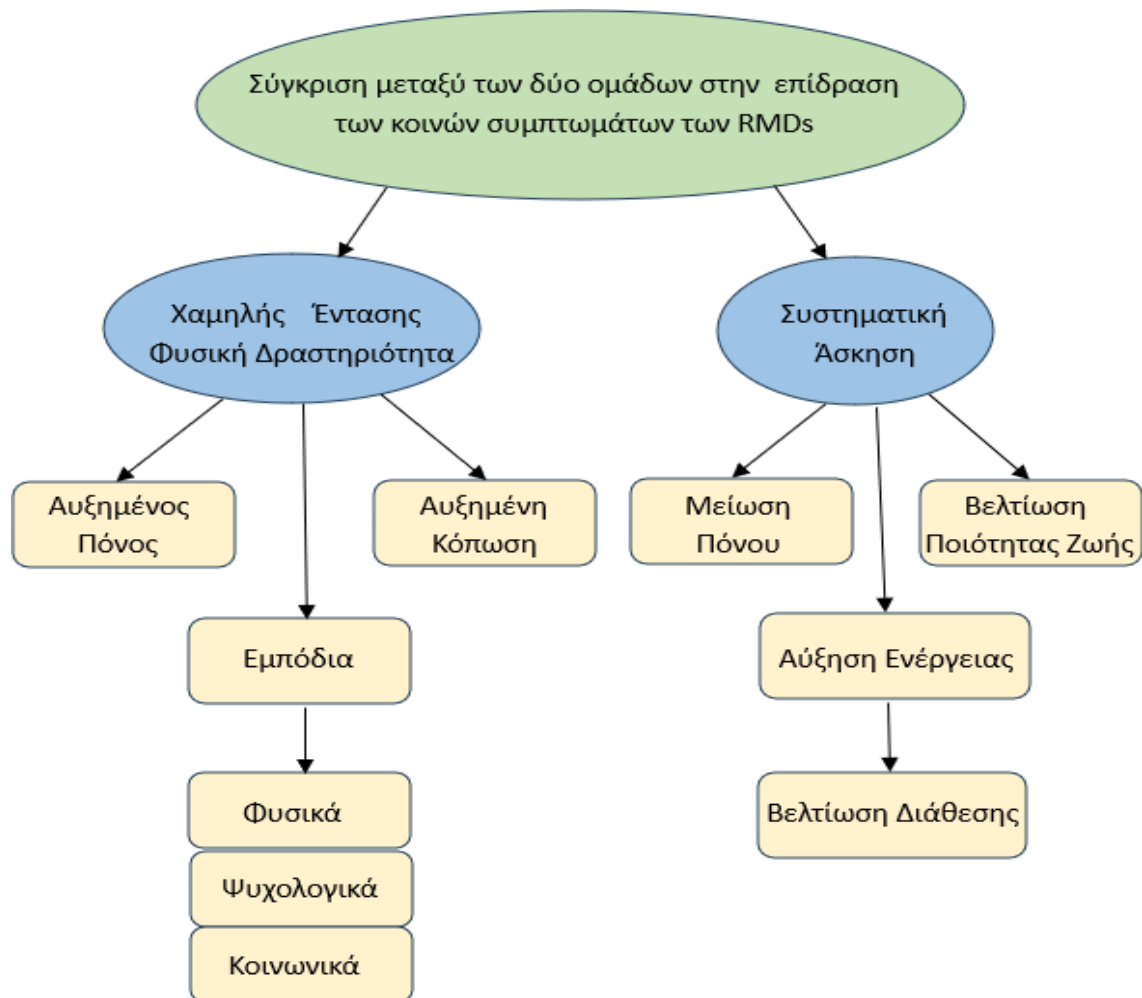 Σύγκριση μεταξύ των δύο ομάδων στην επίδραση
των κοινών συμπτωμάτων των RMDs
Χαμηλής Έντασης
Φυσική Δραστηριότητα
Συστηματική
Άσκηση
Αυξημένος
Πόνος
Αυξημένη
Κόπωση
Μείωση
Πόνου
Βελτίωση
Ποιότητας Ζωής
Εμπόδια
Αύξηση Ενέργειας
Φυσικά
Βελτίωση Διάθεσης
Ψυχολογικά
Κοινωνικά